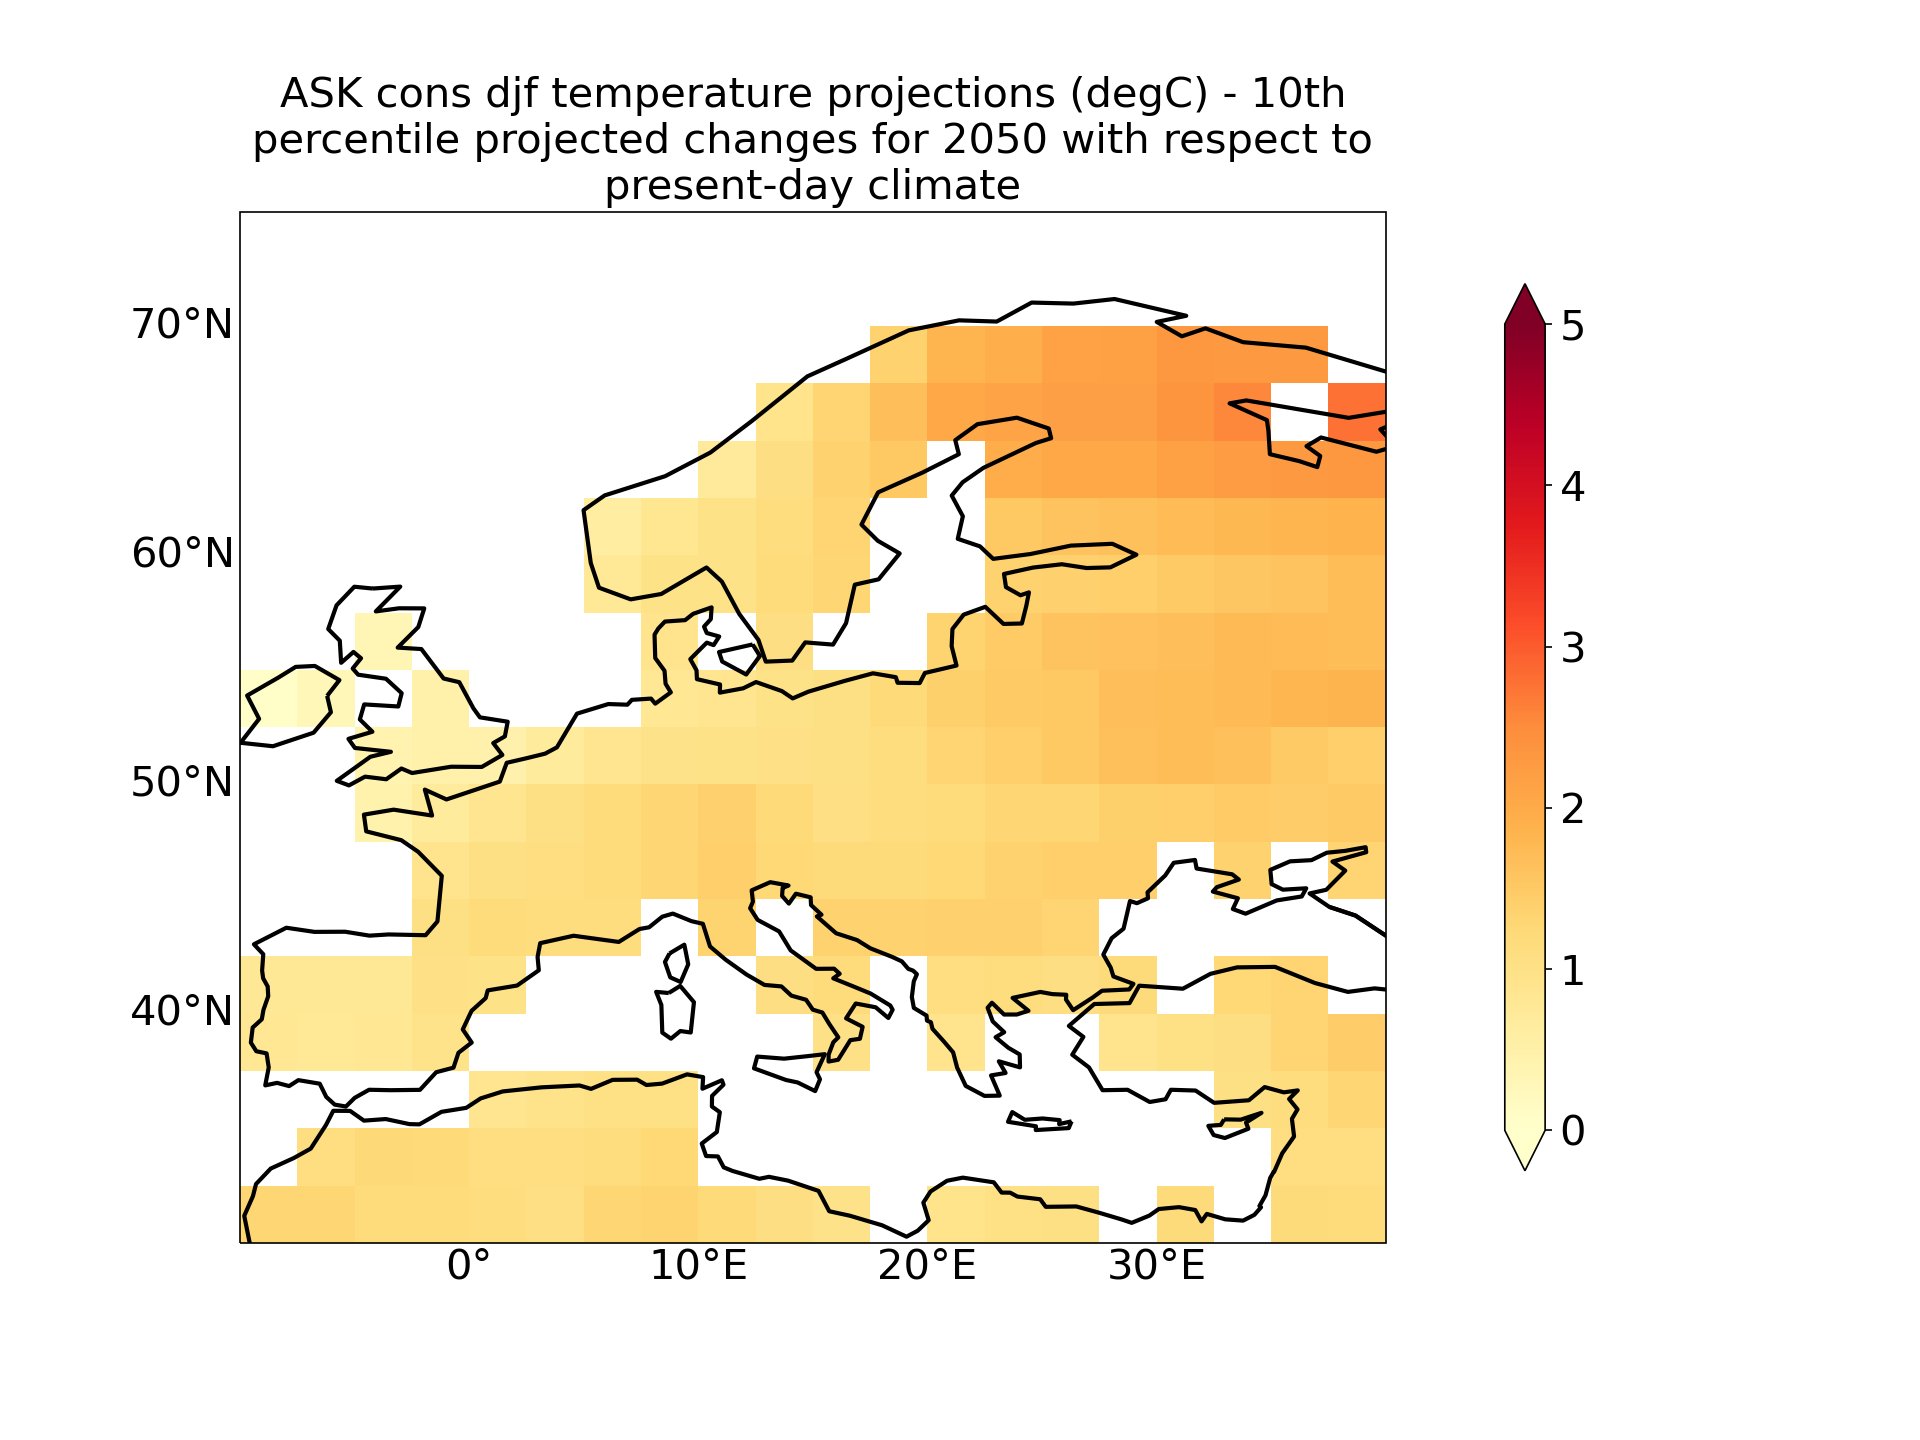 ASK cons djf temperature projections (degC) - 10th
percentile projected changes for 2050 with respect to
present-day climate
70°N
60°N
50°N
40°N
0°
10°E
20°E
30°E
5
4
3
2
1
0